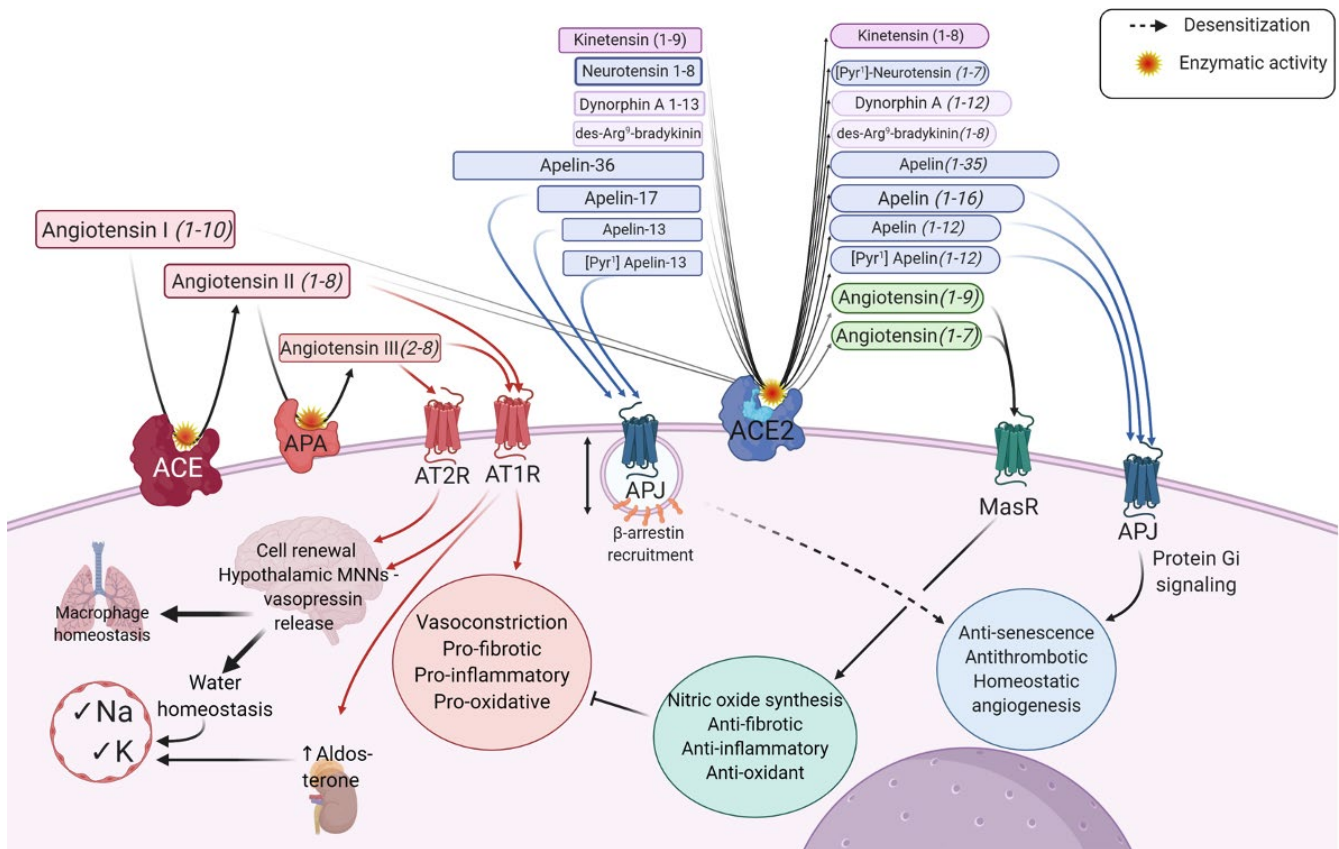 Desensitization
Enzymatic activity
Kinetensin (1-9)
Neurotensin 1-8
Dynorphin A 1-13
des-Arg⁹-bradykinin
Apelin-36
Apelin-17
Apelin-13
[Pyr¹] Apelin-13
Kinetensin (1-8)
[Pyr¹]-Neurotensin (1-7)
Dynorphin A (1-12)
des-Arg⁹-bradykinin(1-8)
Apelin(1-35)
Apelin (1-16)
Apelin (1-12)
[Pyr¹] Apelin(1-12)
Angiotensin(1-9)
Angiotensin(1-7)
Angiotensin I (1-10)
Angiotensin II (1-8)
Angiotensin III(2-8)
ACE
APA
AT2R
AT1R
APJ
β-arrestin
recruitment
ACE2
MasR
APJ
Protein Gi
signaling
Cell renewal
Hypothalamic MNNs -
vasopressin
release
Macrophage
homeostasis
Water
homeostasis
✓Na
✓K
↑Aldos-
terone
Vasoconstriction
Pro-fibrotic
Pro-inflammatory
Pro-oxidative
Nitric oxide synthesis
Anti-fibrotic
Anti-inflammatory
Anti-oxidant
Anti-senescence
Antithrombotic
Homeostatic
angiogenesis